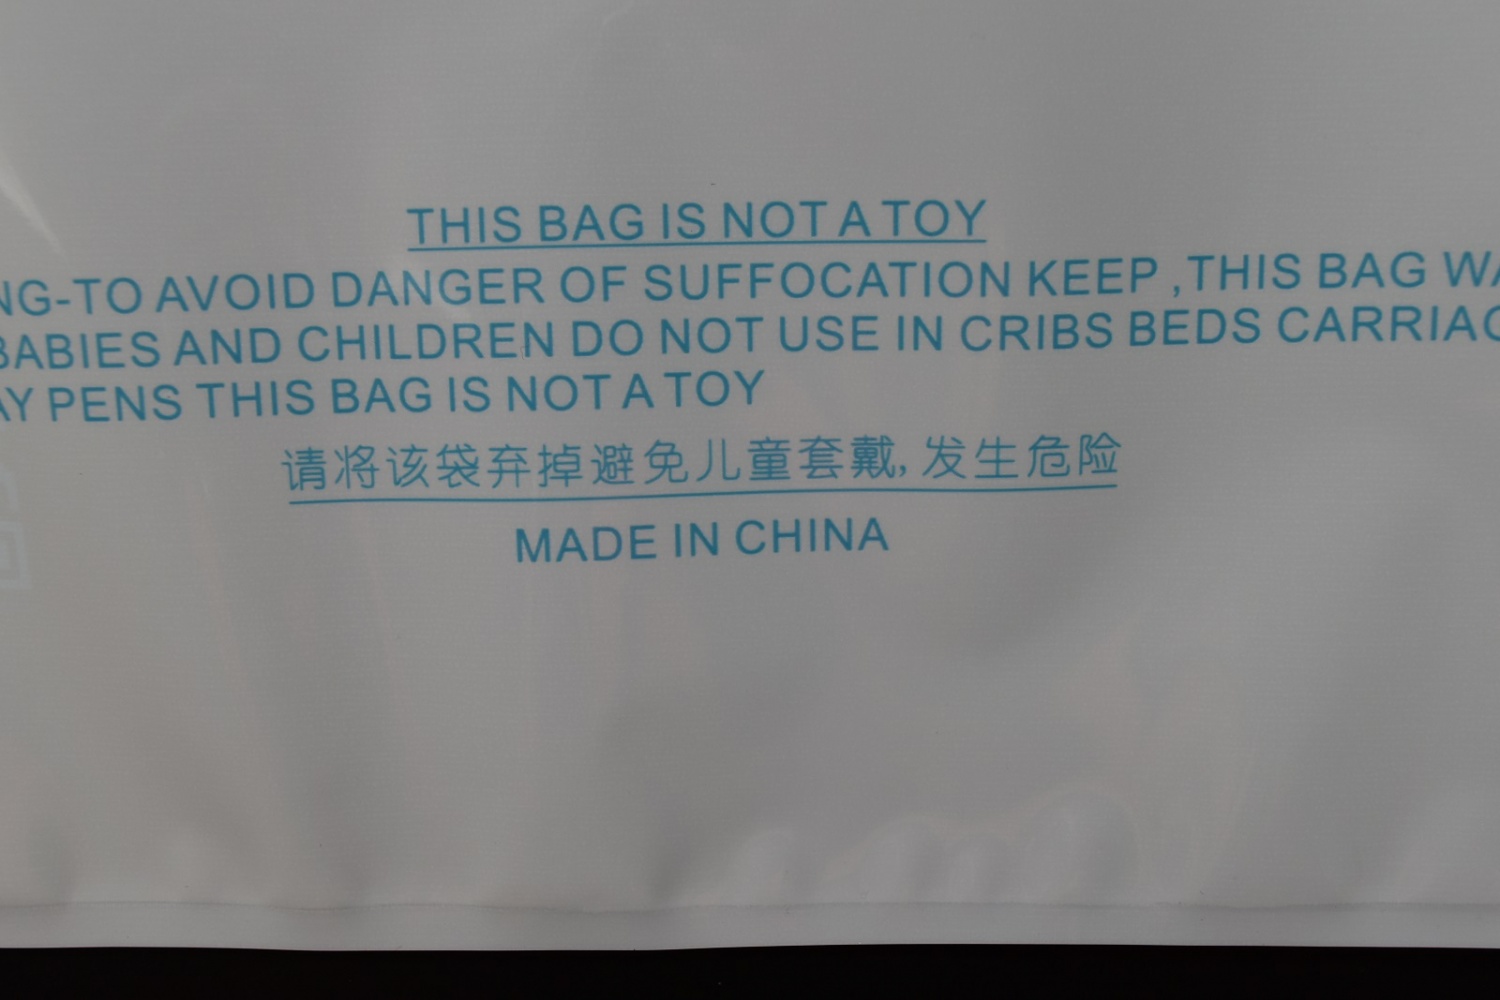 THIS BAG IS NOT A TOY
NG-TO AVOID DANGER OF SUFFOCATION KEEP ,THIS BAG WA
BABIES AND CHILDREN DO NOT USE IN CRIBS BEDS CARRIAG
AY PENS THIS BAG IS NOT A TOY
请将该袋弃掉避免儿童套戴,发生危险
MADE IN CHINA